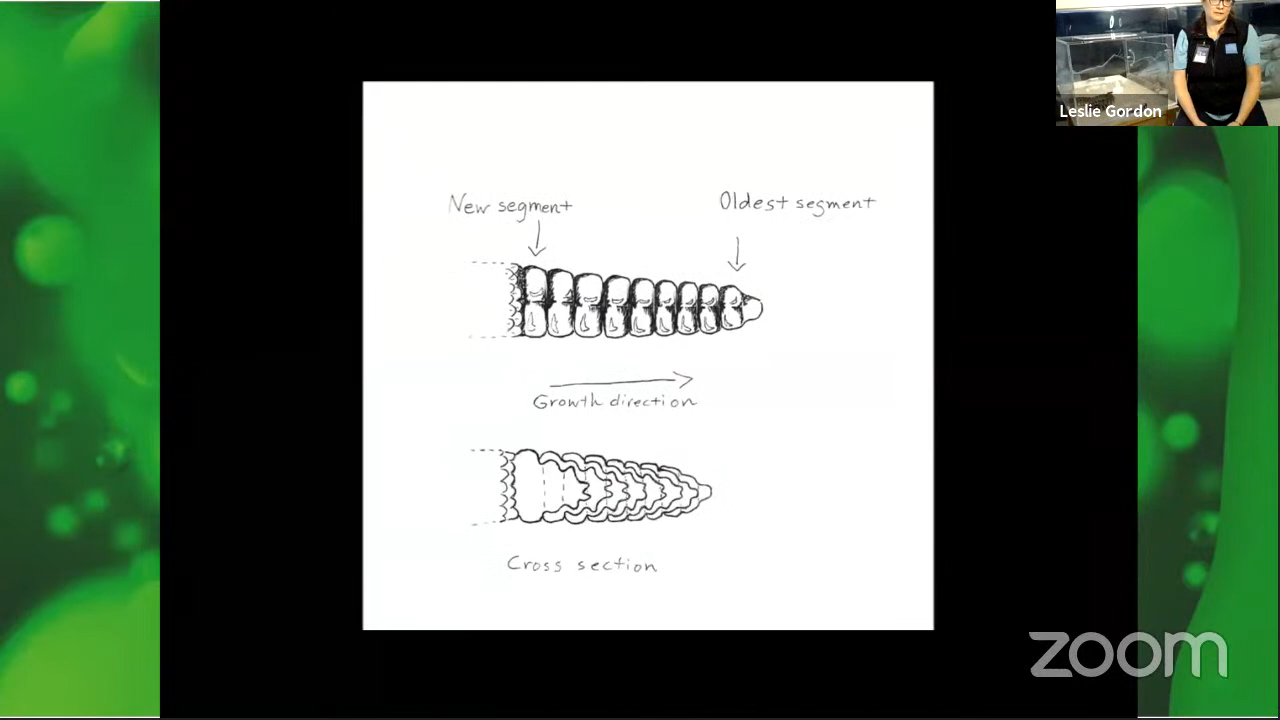 Leslie Gordon
New segment
Oldest segment
Growth direction
Cross section
zoom